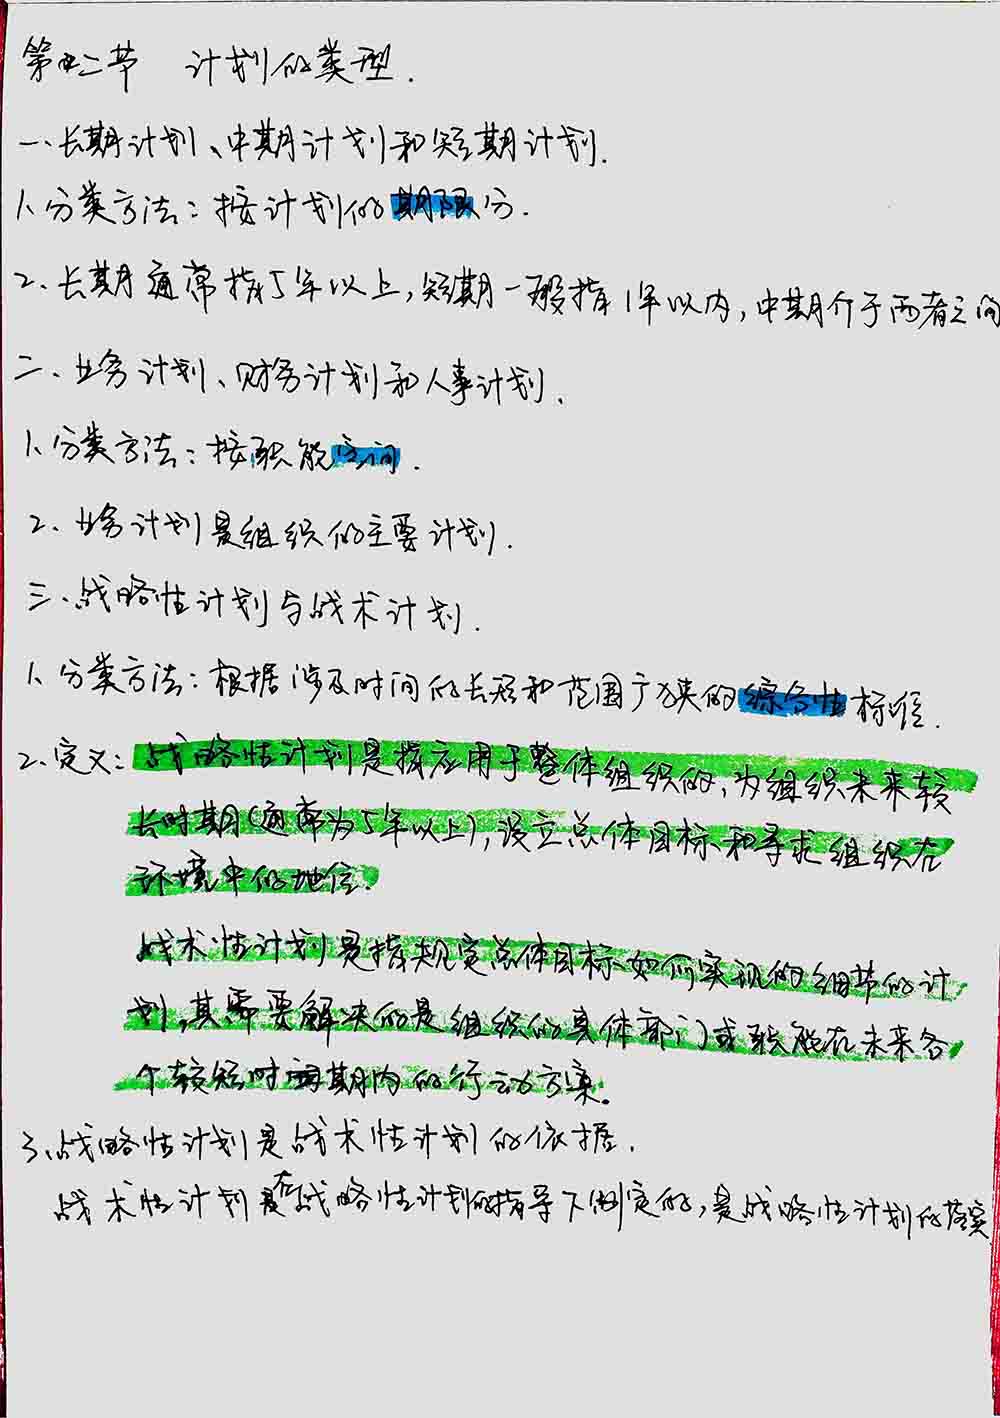 第二节 计划的类型.
一、长期计划、中期计划和短期计划.
1、分类方法：按计划的期限分.
2、长期通常指5年以上，短期一般指1年以内，中期介于两者之间
二、业务计划、财务计划和人事计划.
1、分类方法：按职能空间.
2、业务计划是组织的主要计划.
三、战略性计划与战术计划.
1、分类方法：根据涉及时间的长短和范围广狭的综合性标准.
2、定义：战略性计划是指应用于整体组织的，为组织未来较
长时期（通常为5年以上），设立总体目标和寻求组织在
环境中的地位.
战术性计划是指规定总体目标如何实现的细节的计
划，其需要解决的是组织的具体部门或职能在未来各
个较短时期内的行动方案.
3、战略性计划是战术性计划的依据.
战术性计划是在战略性计划的指导下制定的，是战略性计划的落实